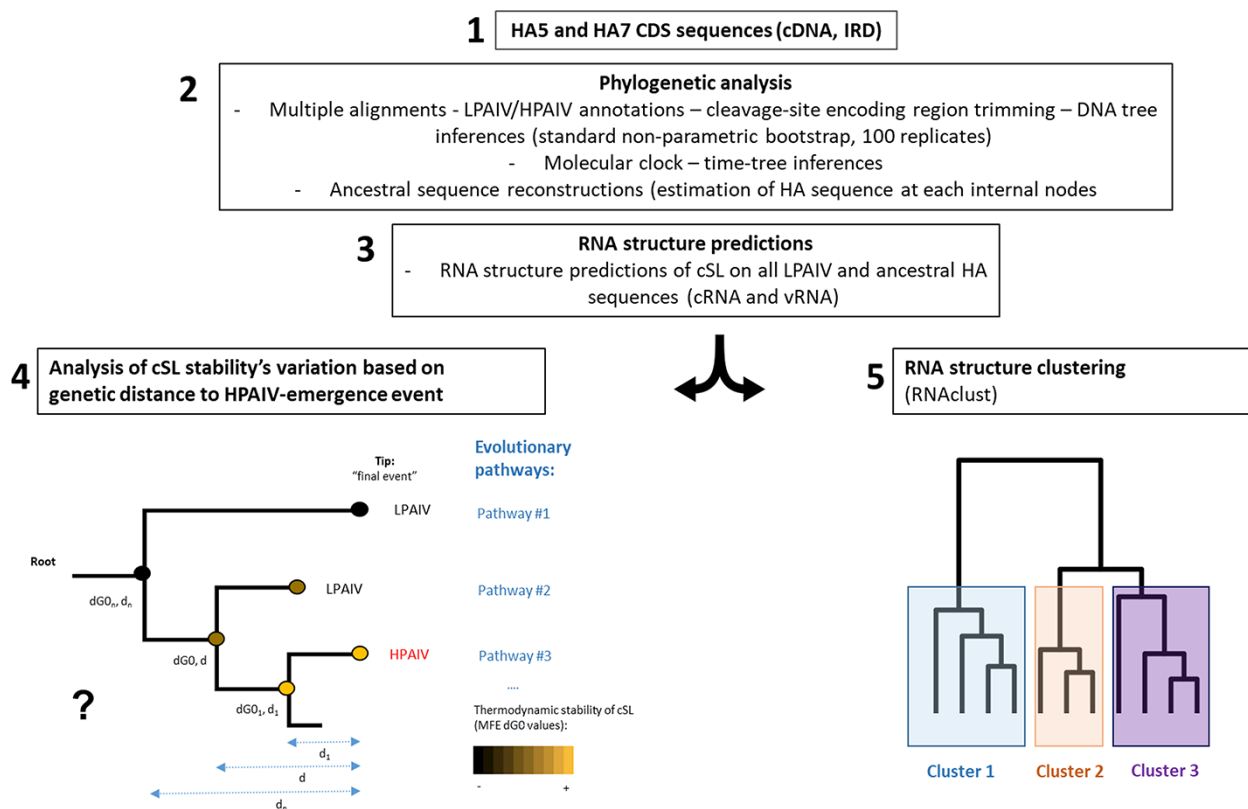 1
HA5 and HA7 CDS sequences (cDNA, IRD)
2
Phylogenetic analysis
- Multiple alignments - LPAIV/HPAIV annotations – cleavage-site encoding region trimming – DNA tree
inferences (standard non-parametric bootstrap, 100 replicates)
- Molecular clock – time-tree inferences
- Ancestral sequence reconstructions (estimation of HA sequence at each internal nodes
3
RNA structure predictions
- RNA structure predictions of cSL on all LPAIV and ancestral HA
sequences (cRNA and vRNA)
4
Analysis of cSL stability's variation based on
genetic distance to HPAIV-emergence event
5
RNA structure clustering
(RNAclust)
Tip:
"final event"
Evolutionary
pathways:
LPAIV
Pathway #1
Root
dG0n, dn
LPAIV
Pathway #2
dG0, d
HPAIV
Pathway #3
....
dG01, d1
?
Thermodynamic stability of cSL
(MFE dG0 values):
- +
d1
d
dn
Cluster 1
Cluster 2
Cluster 3